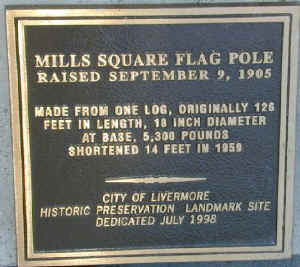 MILLS SQUARE FLAG POLE
RAISED SEPTEMBER 9, 1905
MADE FROM ONE LOG, ORIGINALLY 126
FEET IN LENGTH, 18 INCH DIAMETER
AT BASE, 5,300 POUNDS
SHORTENED 14 FEET IN 1959
CITY OF LIVERMORE
HISTORIC PRESERVATION LANDMARK SITE
DEDICATED JULY 1998